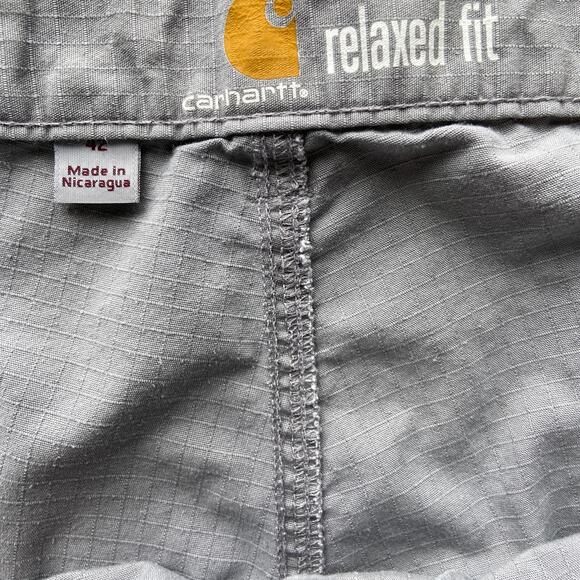 relaxed fit
carhartt®
42
Made in
Nicaragua